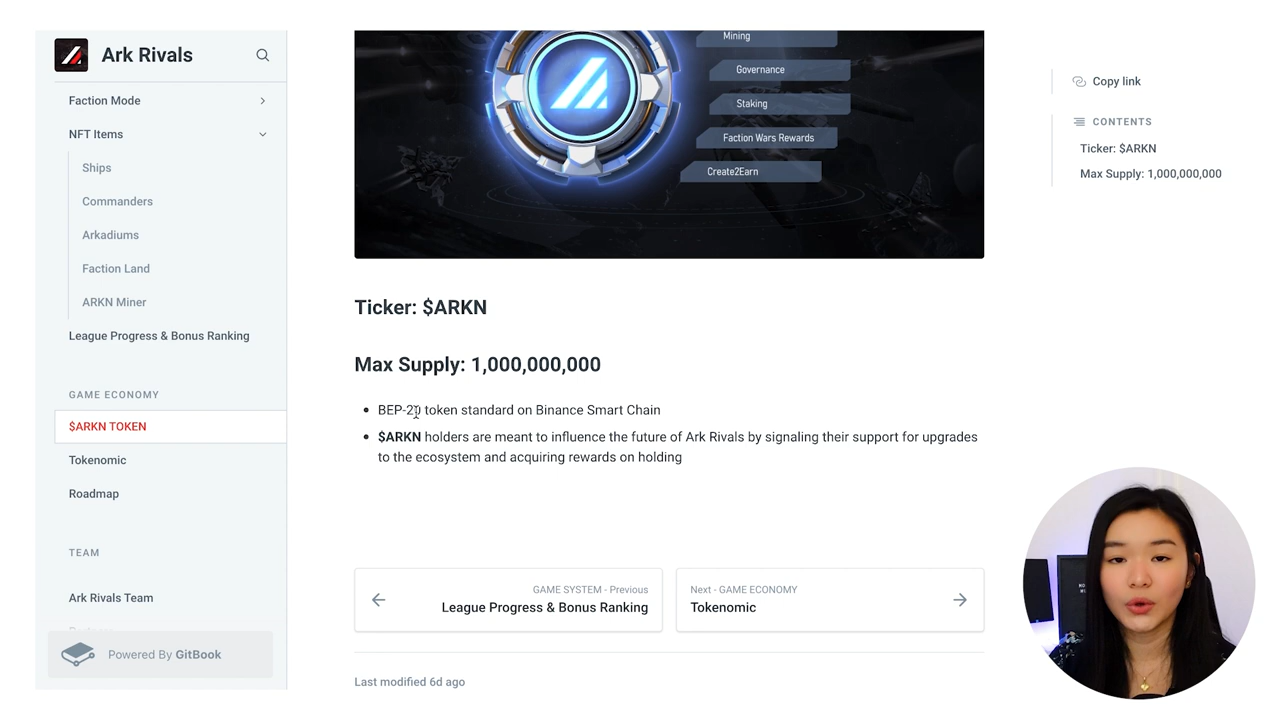 Ark Rivals
Faction Mode
NFT Items
Ships
Commanders
Arkadiums
Faction Land
ARKN Miner
League Progress & Bonus Ranking
GAME ECONOMY
$ARKN TOKEN
Tokenomic
Roadmap
TEAM
Ark Rivals Team
Powered By GitBook
Mining
Governance
Staking
Faction Wars Rewards
Create2Earn
Ticker: $ARKN
Max Supply: 1,000,000,000
BEP-20 token standard on Binance Smart Chain
$ARKN holders are meant to influence the future of Ark Rivals by signaling their support for upgrades
to the ecosystem and acquiring rewards on holding
GAME SYSTEM - Previous
League Progress & Bonus Ranking
Next - GAME ECONOMY
Tokenomic
Last modified 6d ago
Copy link
CONTENTS
Ticker: $ARKN
Max Supply: 1,000,000,000